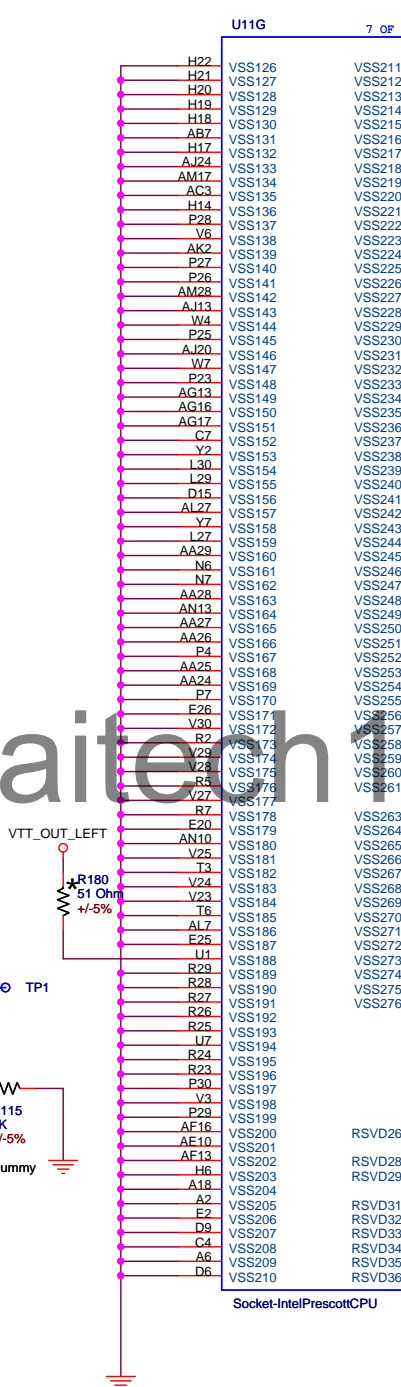 U11G 7 OF
H22 VSS126 VSS211
H21 VSS127 VSS212
H20 VSS128 VSS213
H19 VSS129 VSS214
H18 VSS130 VSS215
AB7 VSS131 VSS216
H17 VSS132 VSS217
AJ24 VSS133 VSS218
AM17 VSS134 VSS219
AC3 VSS135 VSS220
H14 VSS136 VSS221
P28 VSS137 VSS222
V6 VSS138 VSS223
AK2 VSS139 VSS224
P27 VSS140 VSS225
P26 VSS141 VSS226
AM28 VSS142 VSS227
AJ13 VSS143 VSS228
W4 VSS144 VSS229
P25 VSS145 VSS230
AJ20 VSS146 VSS231
W7 VSS147 VSS232
P23 VSS148 VSS233
AG13 VSS149 VSS234
AG16 VSS150 VSS235
AG17 VSS151 VSS236
C7 VSS152 VSS237
Y2 VSS153 VSS238
L30 VSS154 VSS239
L29 VSS155 VSS240
D15 VSS156 VSS241
AL27 VSS157 VSS242
Y7 VSS158 VSS243
L27 VSS159 VSS244
AA29 VSS160 VSS245
N6 VSS161 VSS246
N7 VSS162 VSS247
AA28 VSS163 VSS248
AN13 VSS164 VSS249
AA27 VSS165 VSS250
AA26 VSS166 VSS251
P4 VSS167 VSS252
AA25 VSS168 VSS253
AA24 VSS169 VSS254
P7 VSS170 VSS255
E26 VSS171 VSS256
V30 VSS172 VSS257
R2 VSS173 VSS258
V29 VSS174 VSS259
V28 VSS175 VSS260
R5 VSS176 VSS261
V27 VSS177
aitech1
R7 VSS178 VSS263
E20 VSS179 VSS264
AN10 VSS180 VSS265
V25 VSS181 VSS266
T3 VSS182 VSS267
V24 VSS183 VSS268
V23 VSS184 VSS269
T6 VSS185 VSS270
AL7 VSS186 VSS271
E25 VSS187 VSS272
U1 VSS188 VSS273
R29 VSS189 VSS274
R28 VSS190 VSS275
R27 VSS191 VSS276
R26 VSS192
R25 VSS193
U7 VSS194
R24 VSS195
R23 VSS196
P30 VSS197
V3 VSS198
P29 VSS199
AF16 VSS200 RSVD26
AE10 VSS201
AF13 VSS202 RSVD28
H6 VSS203 RSVD29
A18 VSS204
A2 VSS205 RSVD31
E2 VSS206 RSVD32
D9 VSS207 RSVD33
C4 VSS208 RSVD34
A6 VSS209 RSVD35
D6 VSS210 RSVD36
Socket-IntelPrescottCPU
VTT_OUT_LEFT
*R180
51 Ohm
+/-5%
TP1
115
K
/-5%
ummy